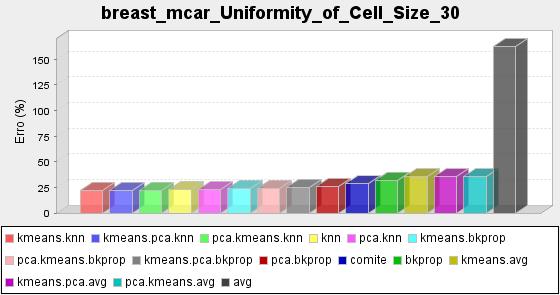 breast_mcar_Uniformity_of_Cell_Size_30
150
125
100
75
50
25
0
Erro (%)
kmeans.knn kmeans.pca.knn pca.kmeans.knn knn pca.knn kmeans.bkprop
pca.kmeans.bkprop kmeans.pca.bkprop pca.bkprop comite bkprop kmeans.avg
kmeans.pca.avg pca.kmeans.avg avg